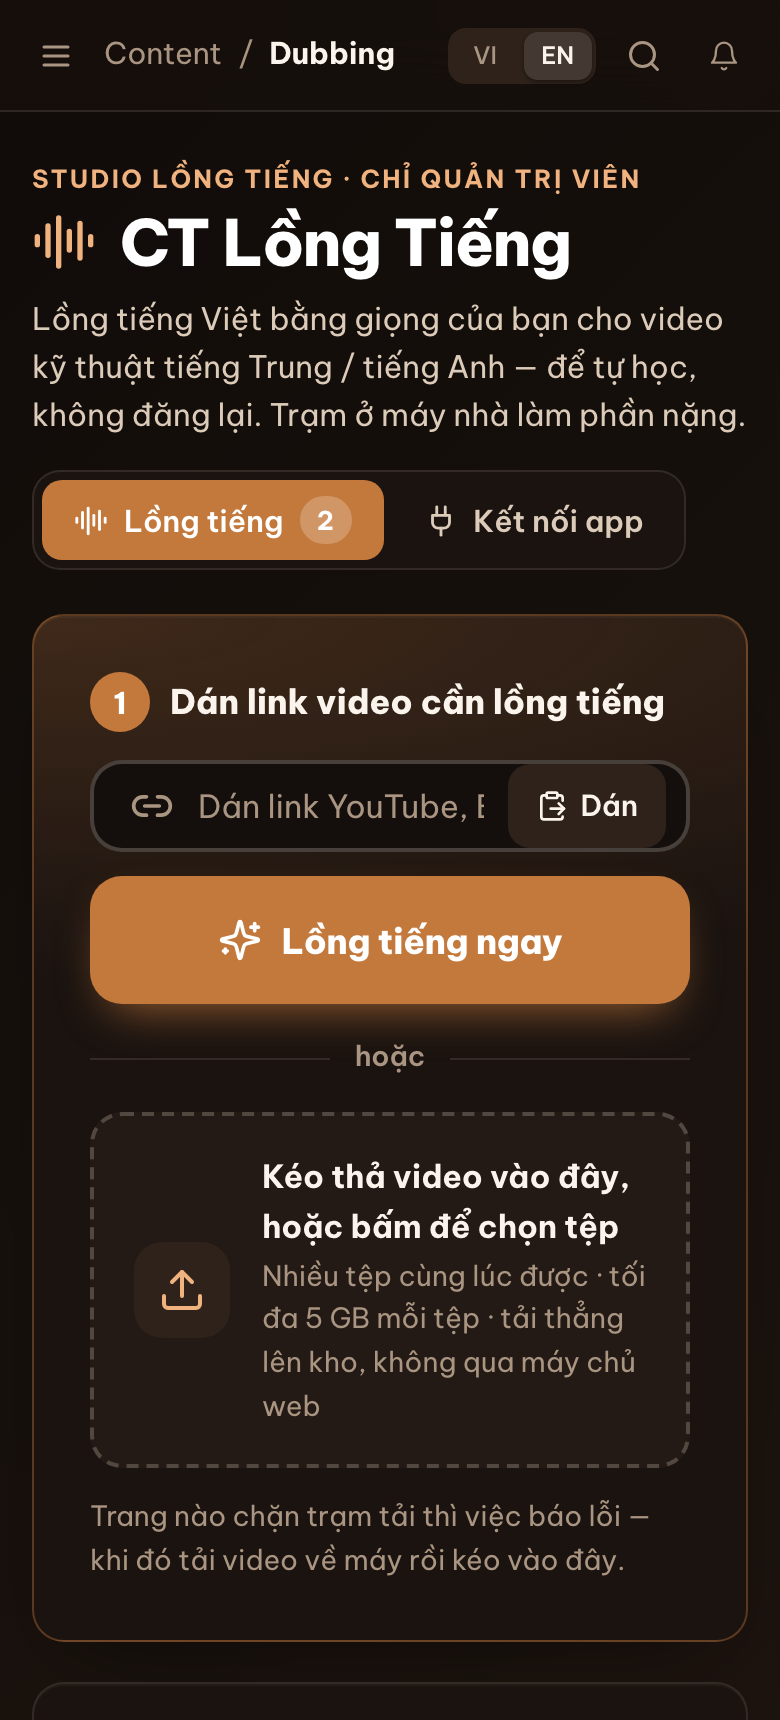 Content / Dubbing
VI
EN
STUDIO LỒNG TIẾNG · CHỈ QUẢN TRỊ VIÊN
CT Lồng Tiếng
Lồng tiếng Việt bằng giọng của bạn cho video
kỹ thuật tiếng Trung / tiếng Anh — để tự học,
không đăng lại. Trạm ở máy nhà làm phần nặng.
Lồng tiếng 2
Kết nối app
1 Dán link video cần lồng tiếng
Dán link YouTube,
Dán
Lồng tiếng ngay
hoặc
Kéo thả video vào đây,
hoặc bấm để chọn tệp
Nhiều tệp cùng lúc được · tối
đa 5 GB mỗi tệp · tải thẳng
lên kho, không qua máy chủ
web
Trang nào chặn trạm tải thì việc báo lỗi —
khi đó tải video về máy rồi kéo vào đây.